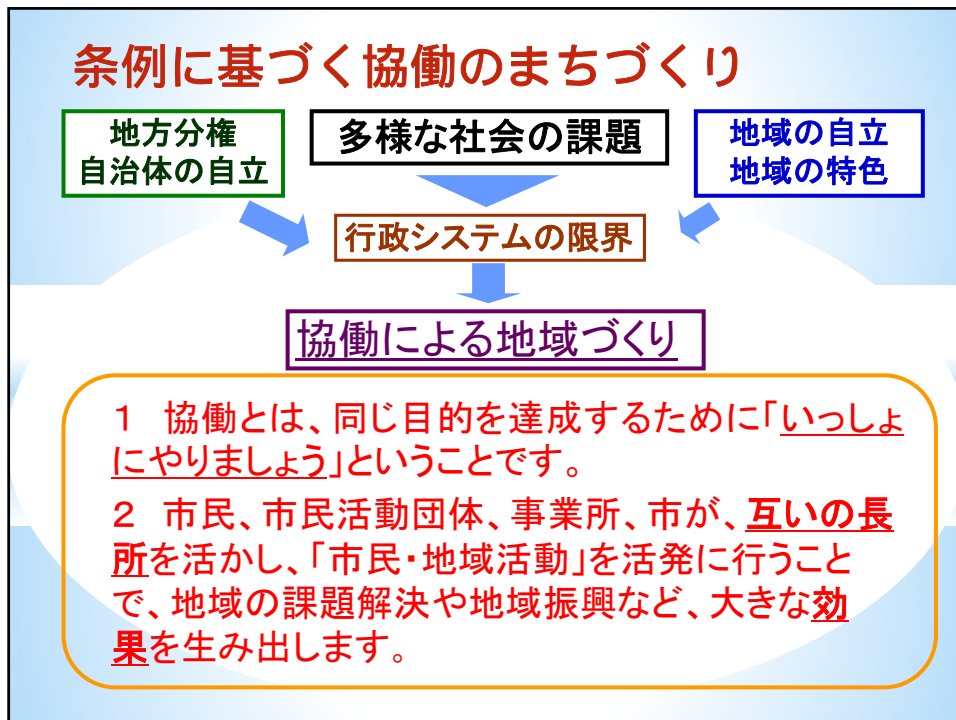 条例に基づく協働のまちづくり
地方分権
自治体の自立
多様な社会の課題
地域の自立
地域の特色
行政システムの限界
協働による地域づくり
１　協働とは、同じ目的を達成するために「いっしょ
にやりましょう」ということです。
２　市民、市民活動団体、事業所、市が、互いの長
所を活かし、「市民・地域活動」を活発に行うこと
で、地域の課題解決や地域振興など、大きな効
果を生み出します。